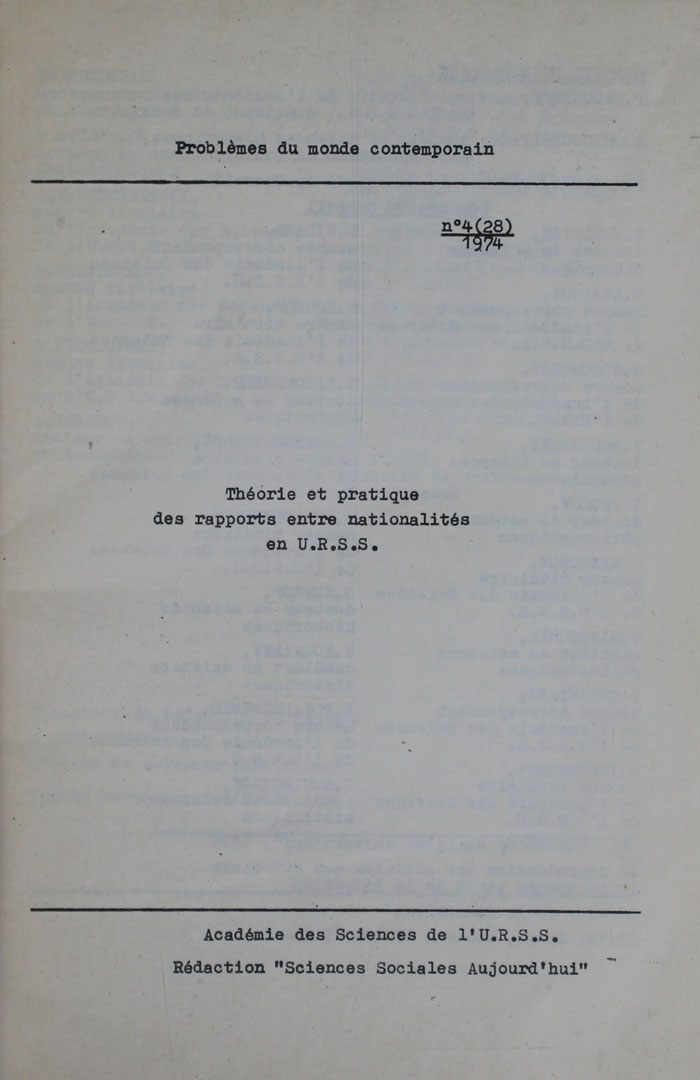 Problèmes du monde contemporain
n°4(28)
1974
Théorie et pratique
des rapports entre nationalités
en U.R.S.S.
Académie des Sciences de l'U.R.S.S.
Rédaction "Sciences Sociales Aujourd'hui"